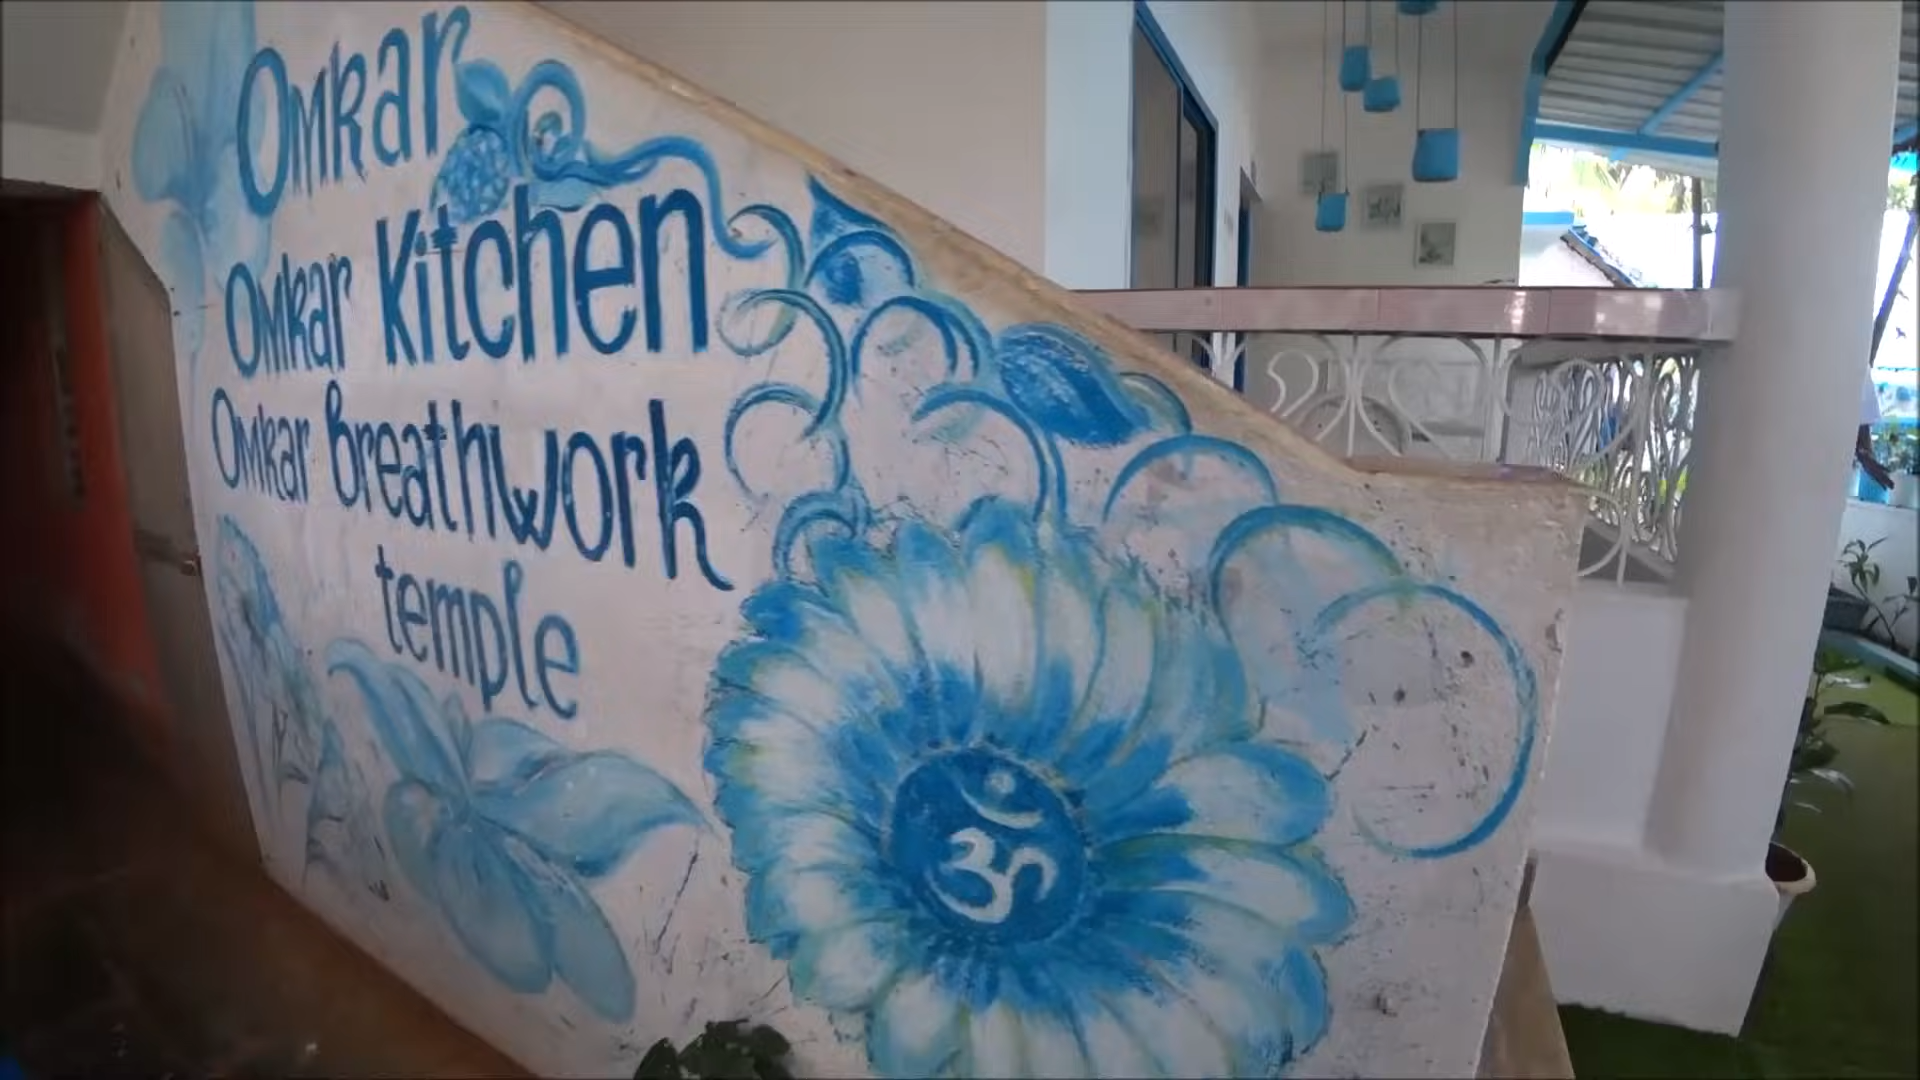 Omkar
Omkar Kitchen
Omkar breathwork
temple
ॐ